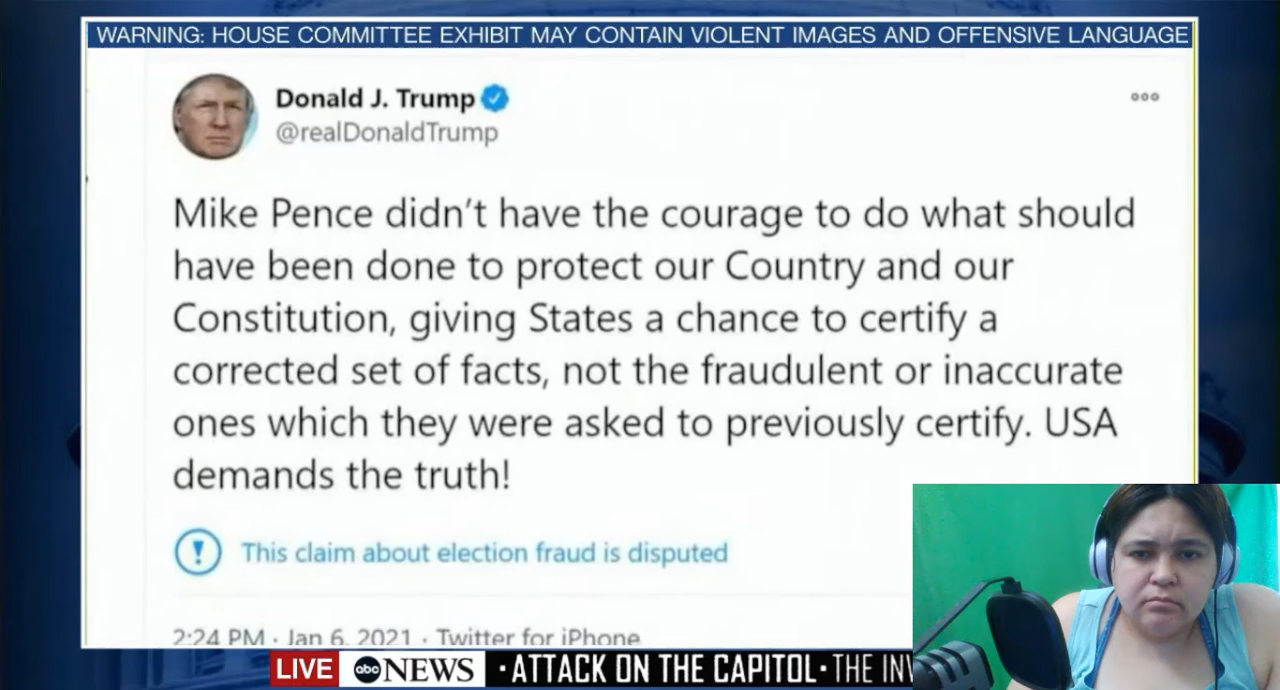 WARNING: HOUSE COMMITTEE EXHIBIT MAY CONTAIN VIOLENT IMAGES AND OFFENSIVE LANGUAGE
Donald J. Trump
@realDonaldTrump
Mike Pence didn't have the courage to do what should
have been done to protect our Country and our
Constitution, giving States a chance to certify a
corrected set of facts, not the fraudulent or inaccurate
ones which they were asked to previously certify. USA
demands the truth!
This claim about election fraud is disputed
2:24 PM · Jan 6, 2021 · Twitter for iPhone
LIVE abc NEWS · ATTACK ON THE CAPITOL · THE INV